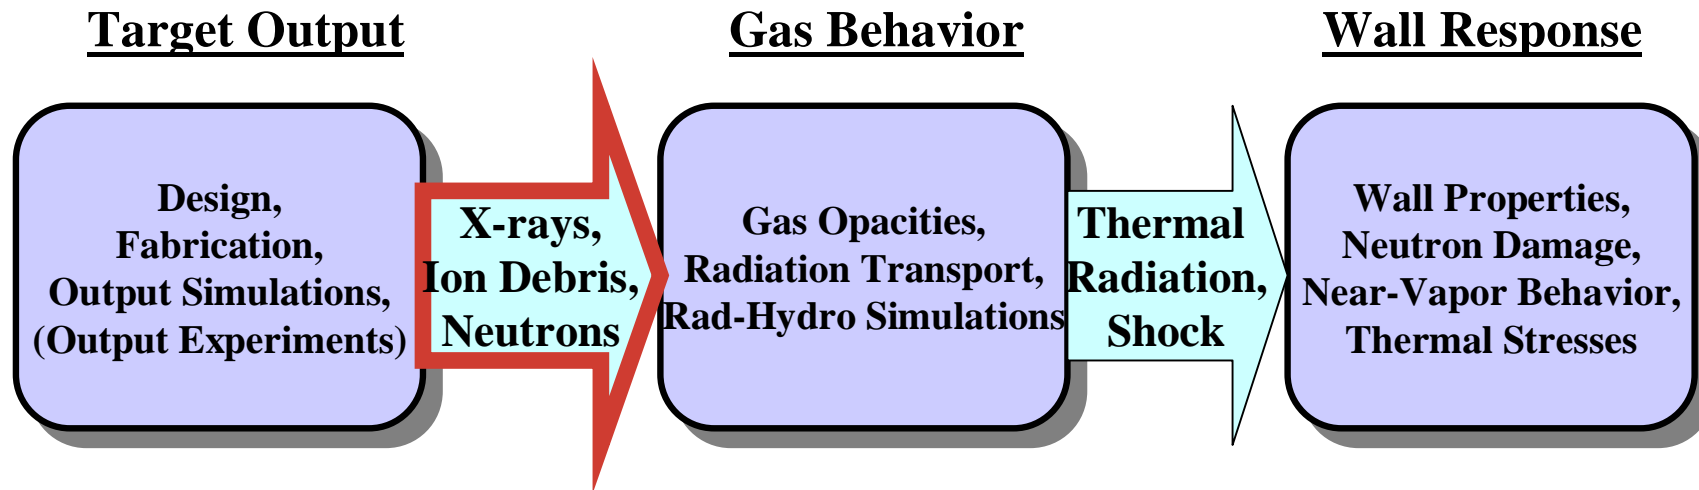 Target Output
Gas Behavior
Wall Response
Design,
Fabrication,
Output Simulations,
(Output Experiments)
X-rays,
Ion Debris,
Neutrons
Gas Opacities,
Radiation Transport,
Rad-Hydro Simulations
Thermal
Radiation,
Shock
Wall Properties,
Neutron Damage,
Near-Vapor Behavior,
Thermal Stresses